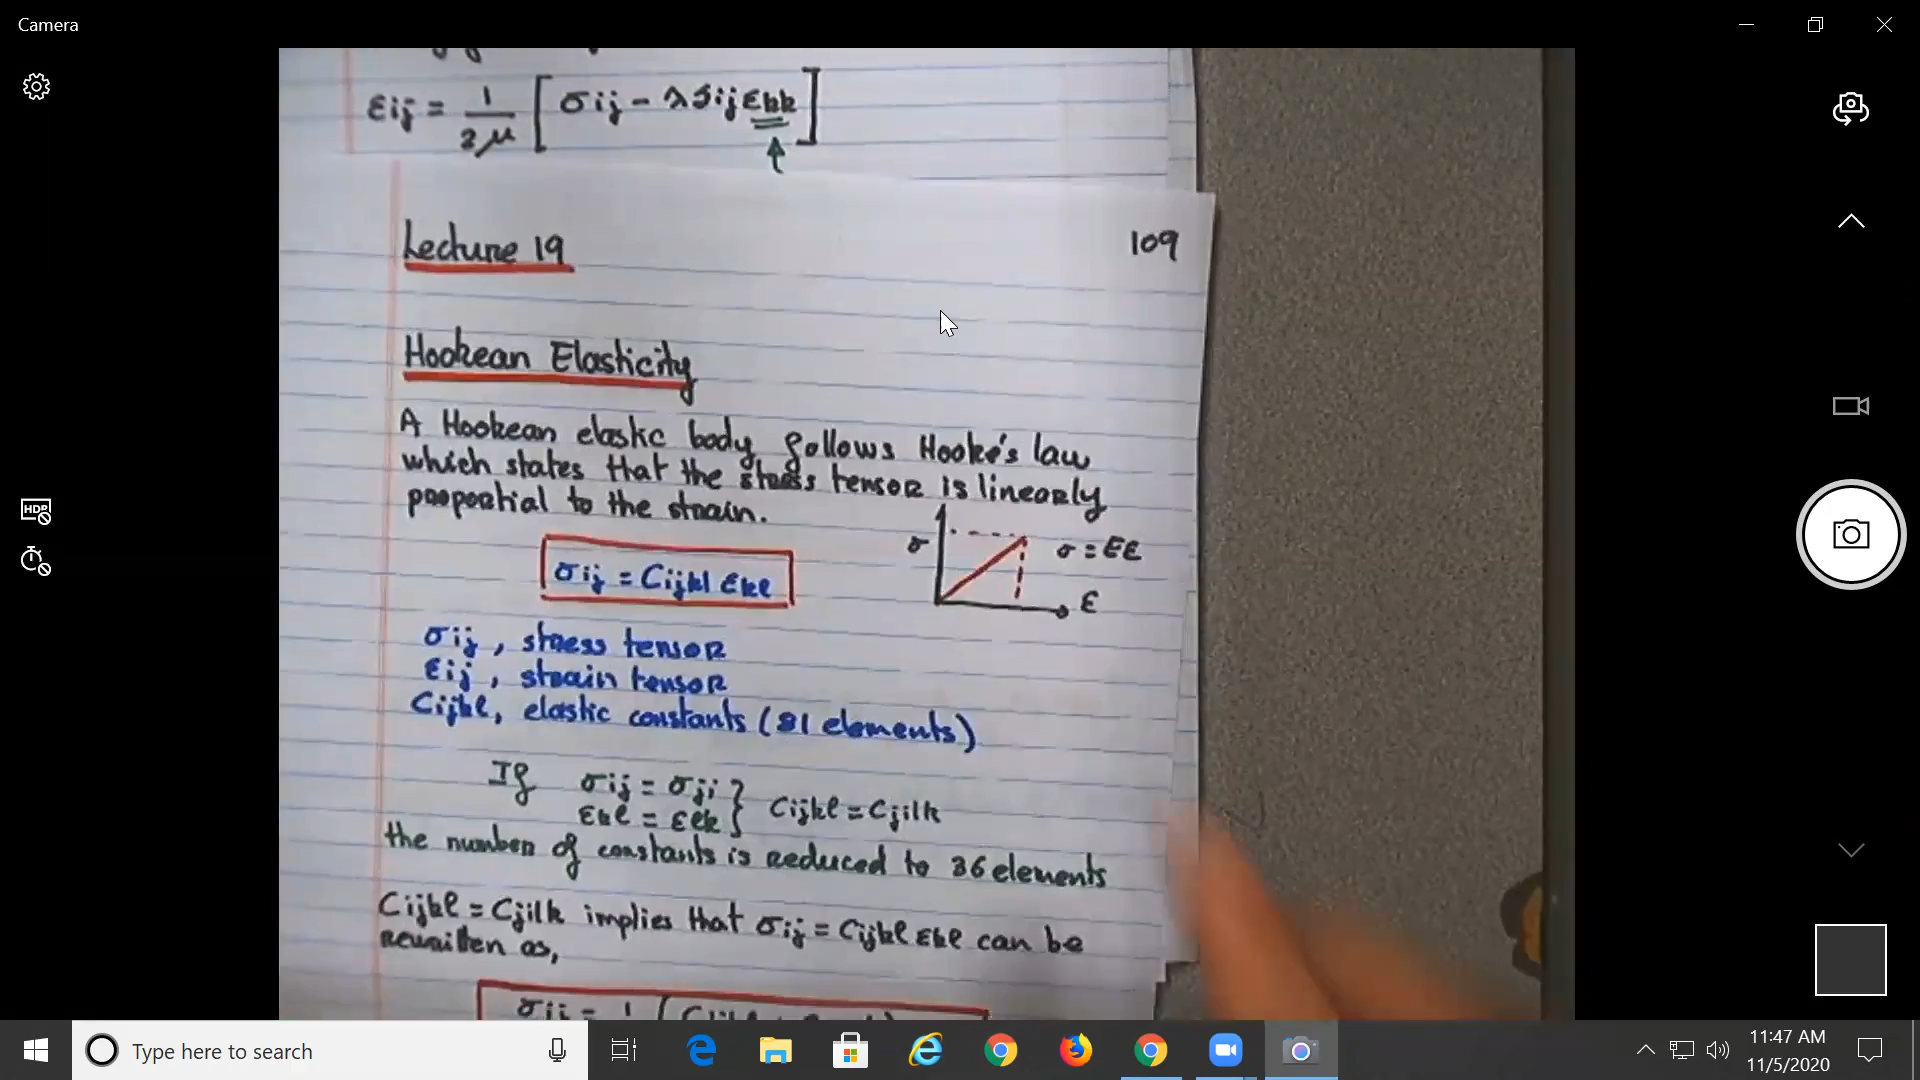 Camera
εij = 1/2μ [ σij - λδij εkk ]
Lecture 19
109
Hookean Elasticity
A Hookean elastic body follows Hooke's law
which states that the stress tensor is linearly
proportial to the strain.
σ
σ = Eε
ε
σij = Cijkl εkl
σij, stress tensor
εij, strain tensor
Cijkl, elastic constants (81 elements)
If σij = σji } Cijkl = Cjilk
εkl = εlk
the number of constants is reduced to 36 elements
Cijkl = Cjilk implies that σij = Cijkl εkl can be
rewritten as,
HDR
Type here to search
11:47 AM
11/5/2020